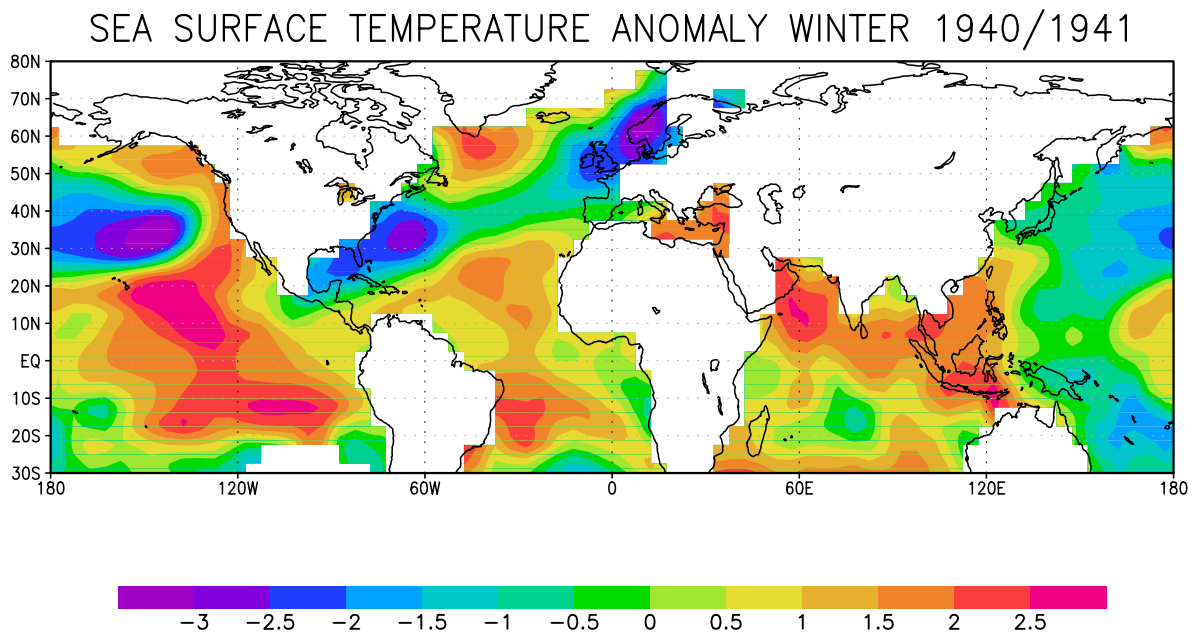 SEA SURFACE TEMPERATURE ANOMALY WINTER 1940/1941
80N
70N
60N
50N
40N
30N
20N
10N
EQ
10S
20S
30S
180 120W 60W 0 60E 120E 180
−3 −2.5 −2 −1.5 −1 −0.5 0 0.5 1 1.5 2 2.5